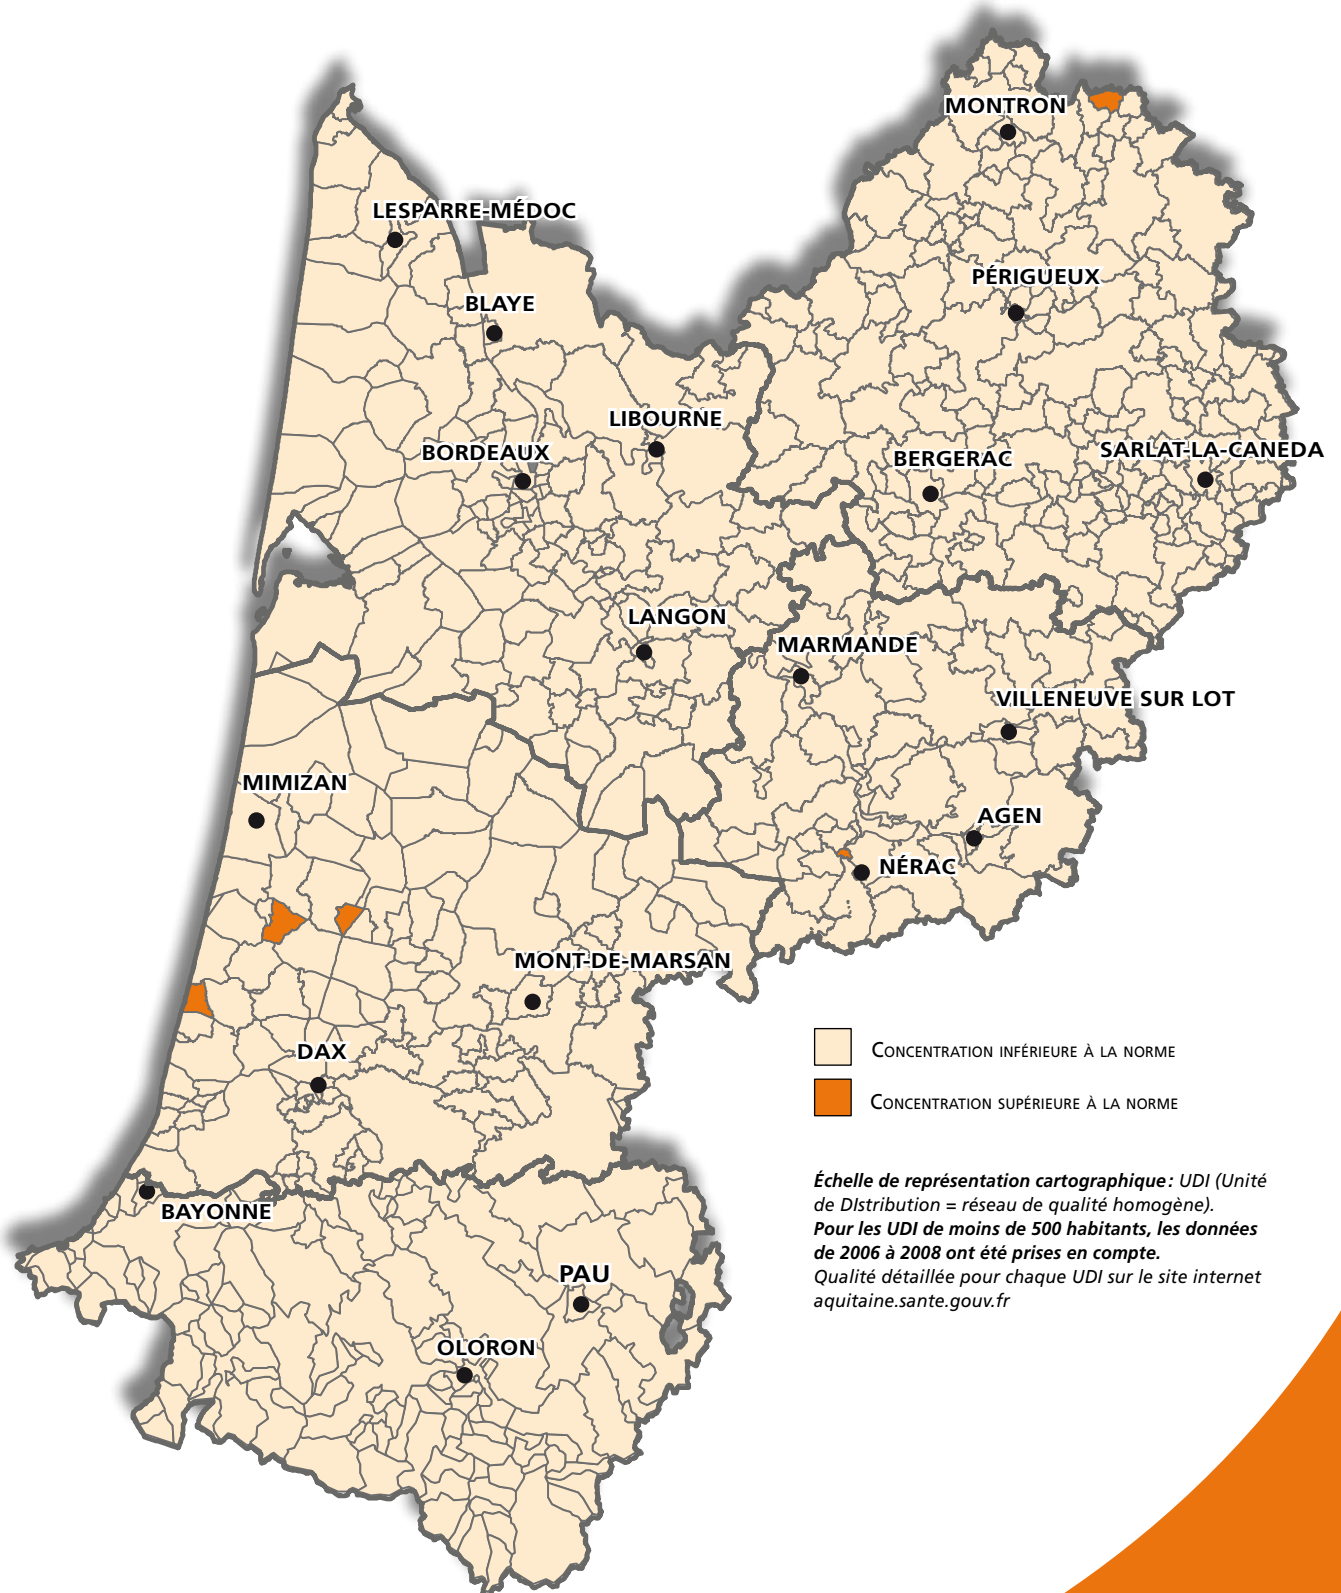 MONTRON
LESPARRE-MÉDOC
PÉRIGUEUX
BLAYE
LIBOURNE
BORDEAUX
BERGERAC
SARLAT-LA-CANEDA
LANGON
MARMANDE
VILLENEUVE SUR LOT
MIMIZAN
AGEN
NÉRAC
MONT-DE-MARSAN
DAX
CONCENTRATION INFÉRIEURE À LA NORME
CONCENTRATION SUPÉRIEURE À LA NORME
Échelle de représentation cartographique : UDI (Unité
de DIstribution = réseau de qualité homogène).
Pour les UDI de moins de 500 habitants, les données
de 2006 à 2008 ont été prises en compte.
Qualité détaillée pour chaque UDI sur le site internet
aquitaine.sante.gouv.fr
BAYONNE
PAU
OLORON